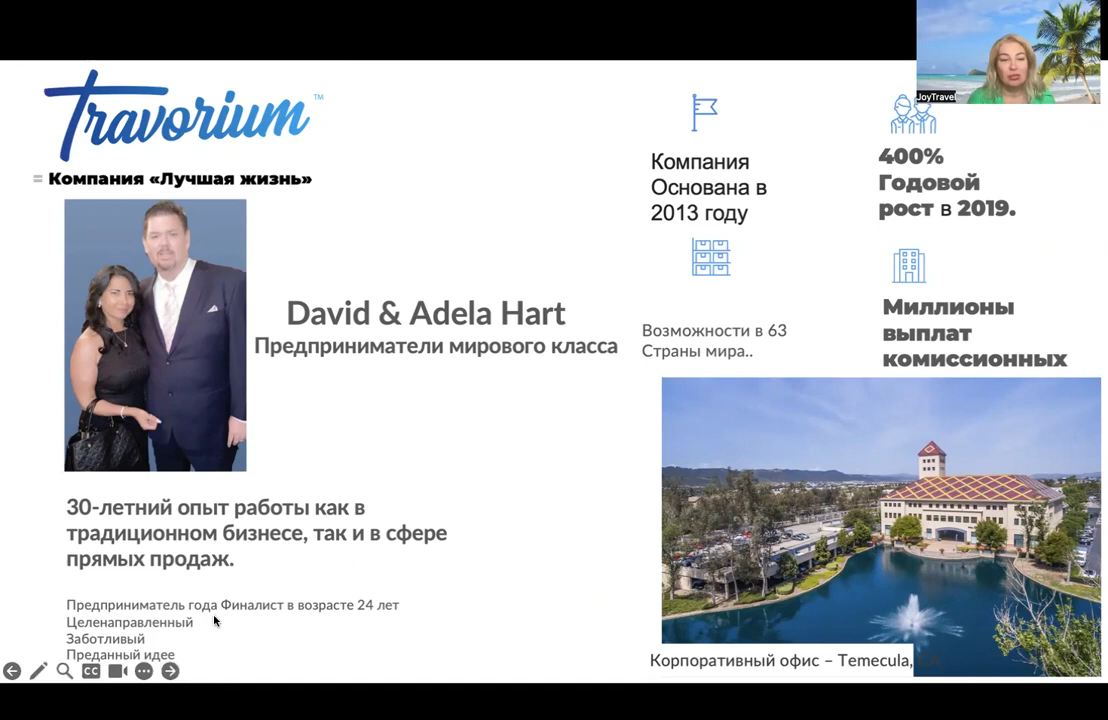 Travorium™
= Компания «Лучшая жизнь»
David & Adela Hart
Предприниматели мирового класса
30-летний опыт работы как в
традиционном бизнесе, так и в сфере
прямых продаж.
Предприниматель года Финалист в возрасте 24 лет
Целенаправленный
Заботливый
Преданный идее
CC
Компания
Основана в
2013 году
Возможности в 63
Страны мира..
JoyTravel
400%
Годовой
рост в 2019.
Миллионы
выплат
комиссионных
Корпоративный офис – Temecula,